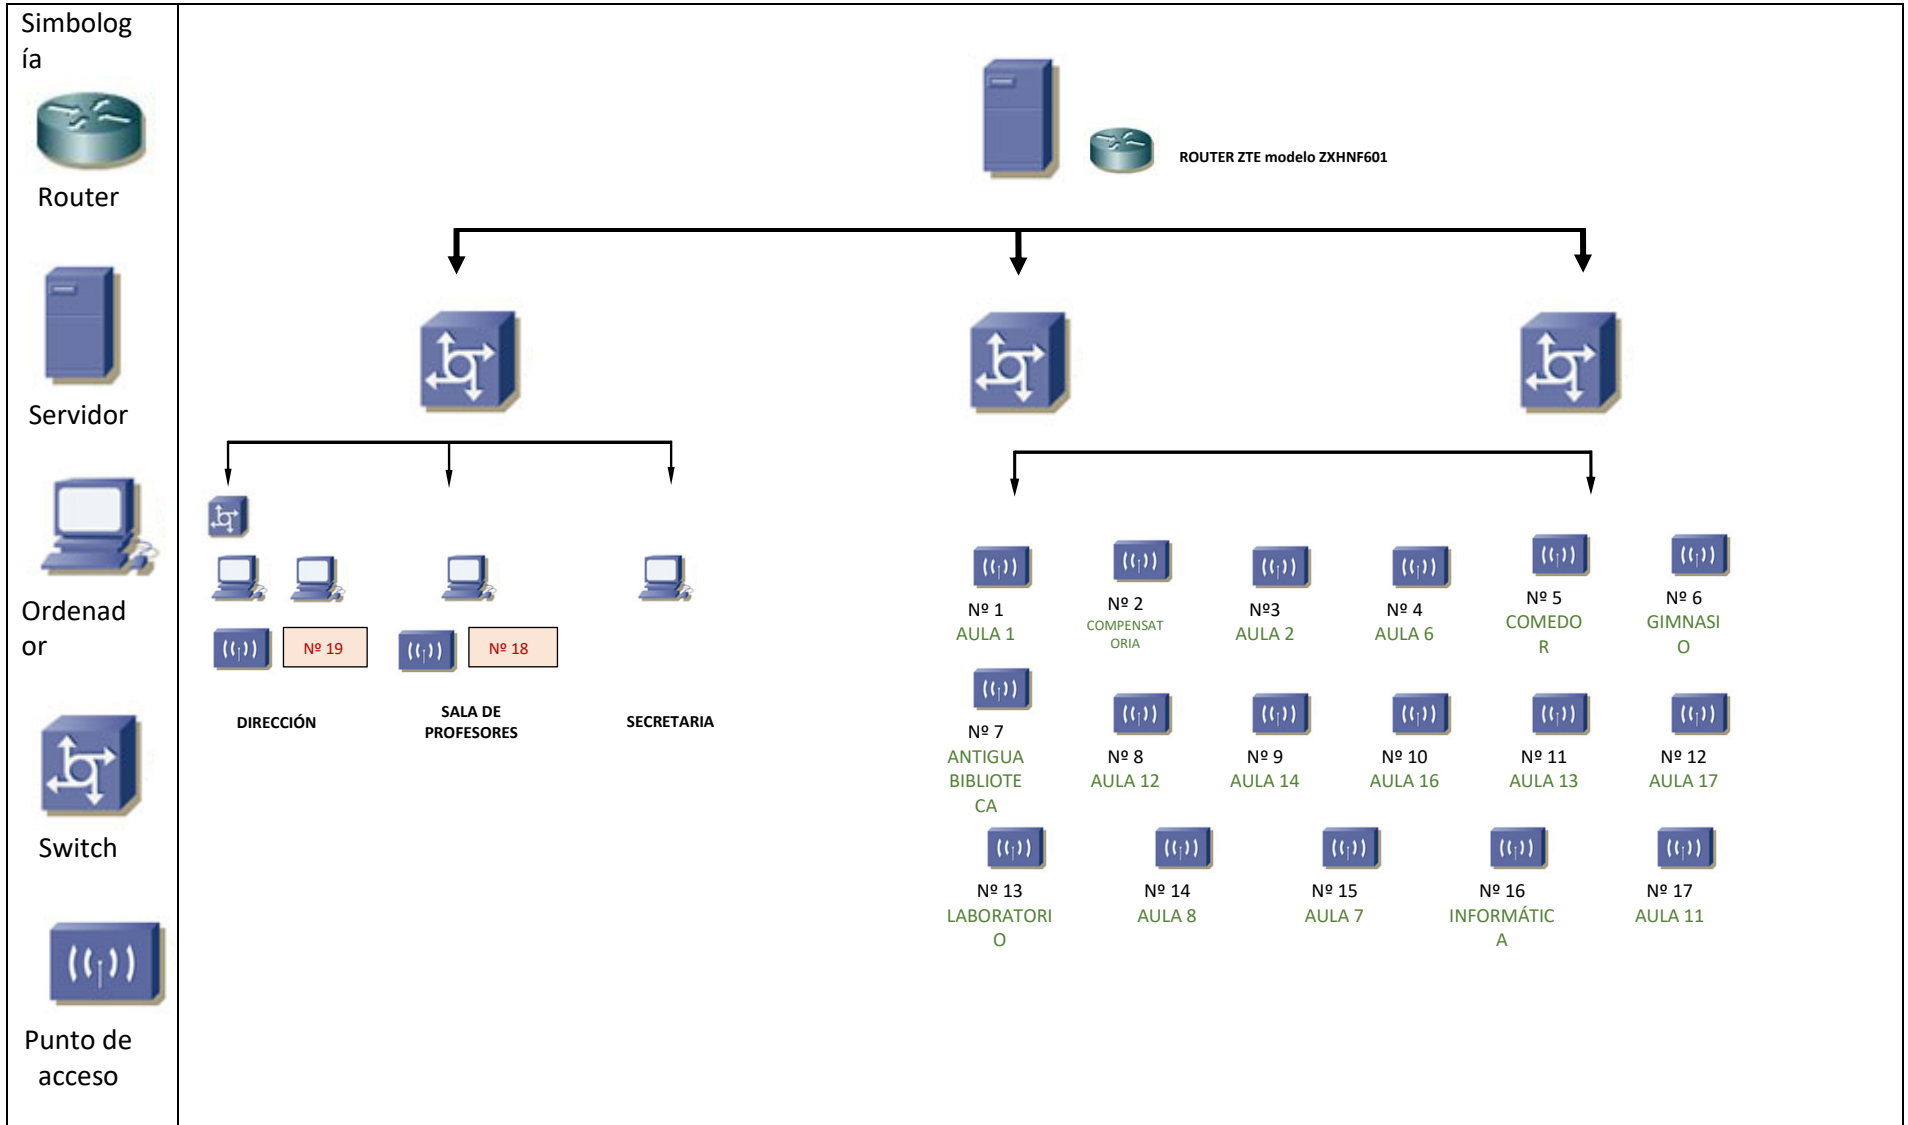 Simbolog
ía
Router
Servidor
Ordenad
or
Switch
Punto de
acceso
ROUTER ZTE modelo ZXHNF601
Nº 19
Nº 18
DIRECCIÓN
SALA DE
PROFESORES
SECRETARIA
Nº 1
AULA 1
Nº 2
COMPENSAT
ORIA
Nº3
AULA 2
Nº 4
AULA 6
Nº 5
COMEDO
R
Nº 6
GIMNASI
O
Nº 7
ANTIGUA
BIBLIOTE
CA
Nº 8
AULA 12
Nº 9
AULA 14
Nº 10
AULA 16
Nº 11
AULA 13
Nº 12
AULA 17
Nº 13
LABORATORI
O
Nº 14
AULA 8
Nº 15
AULA 7
Nº 16
INFORMÁTIC
A
Nº 17
AULA 11